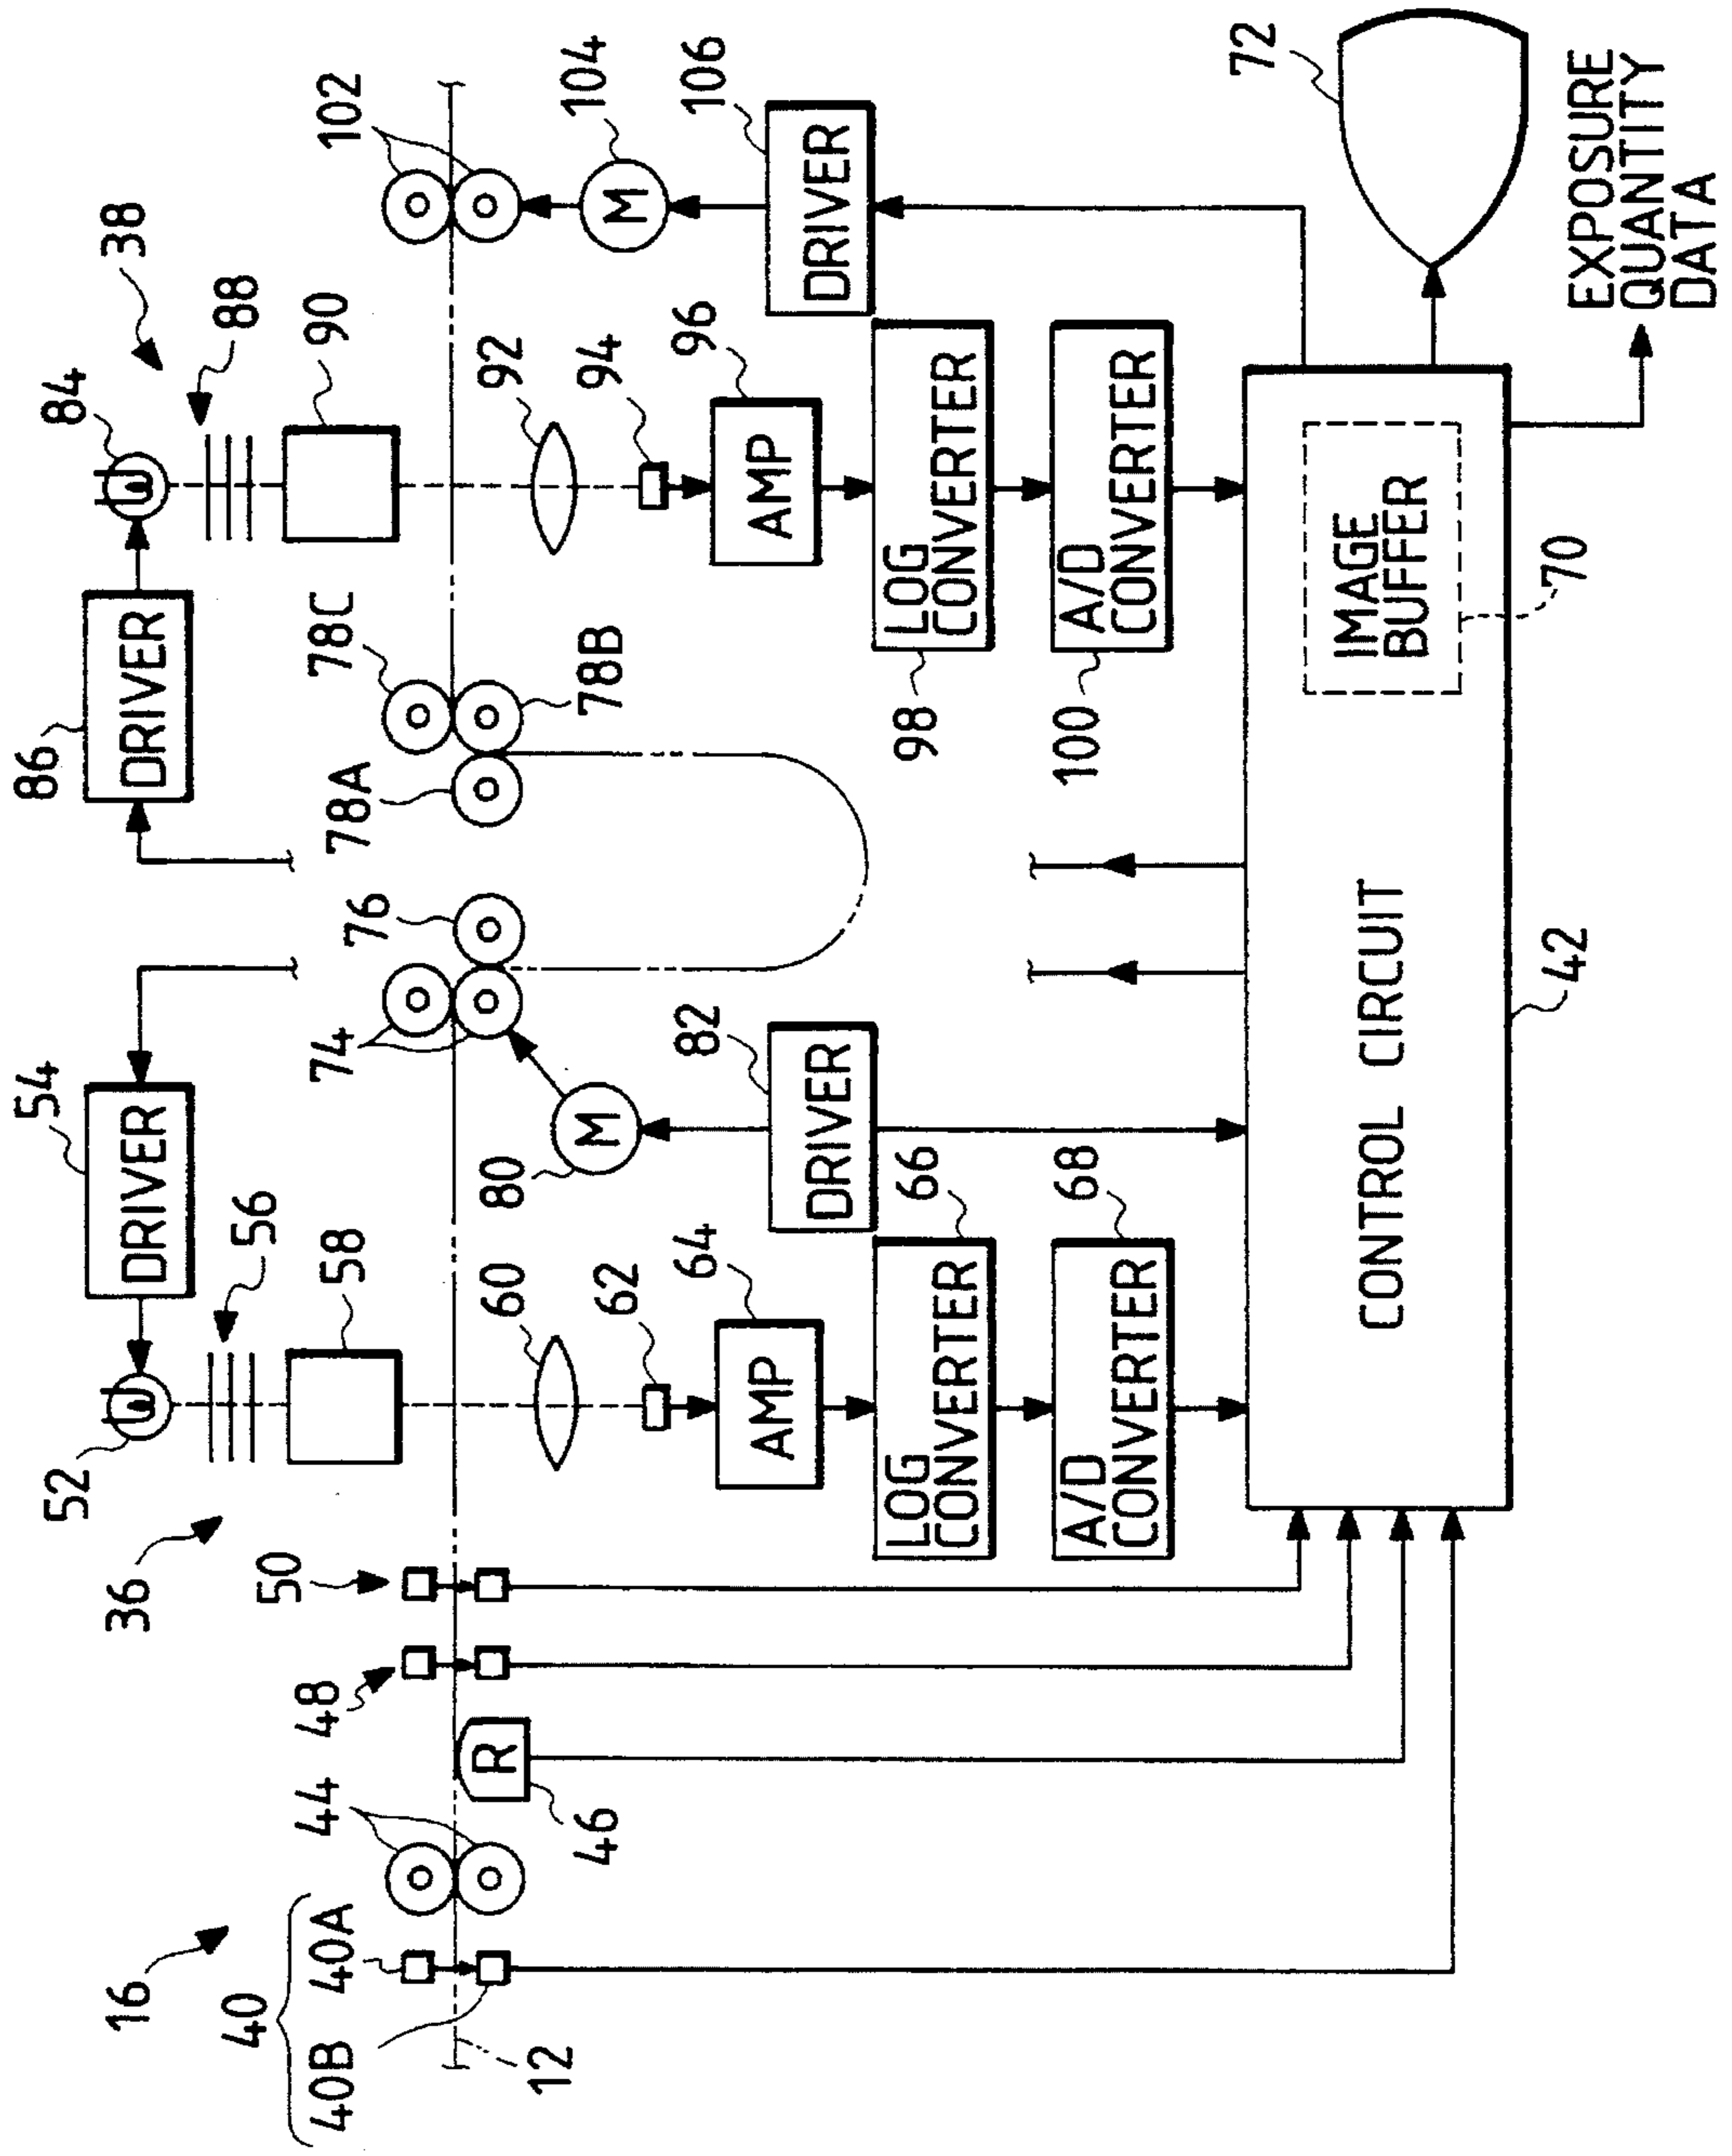 16
36
38
40
40B
40A
12
44
46
R
48
50
52
54
DRIVER
56
58
60
62
64
AMP
66
LOG
CONVERTER
68
A/D
CONVERTER
74
76
80
M
82
DRIVER
78A
78B
78C
86
DRIVER
84
88
90
92
94
96
AMP
98
LOG
CONVERTER
100
A/D
CONVERTER
102
104
M
106
DRIVER
72
CONTROL CIRCUIT
42
IMAGE
BUFFER
70
EXPOSURE
QUANTITY
DATA